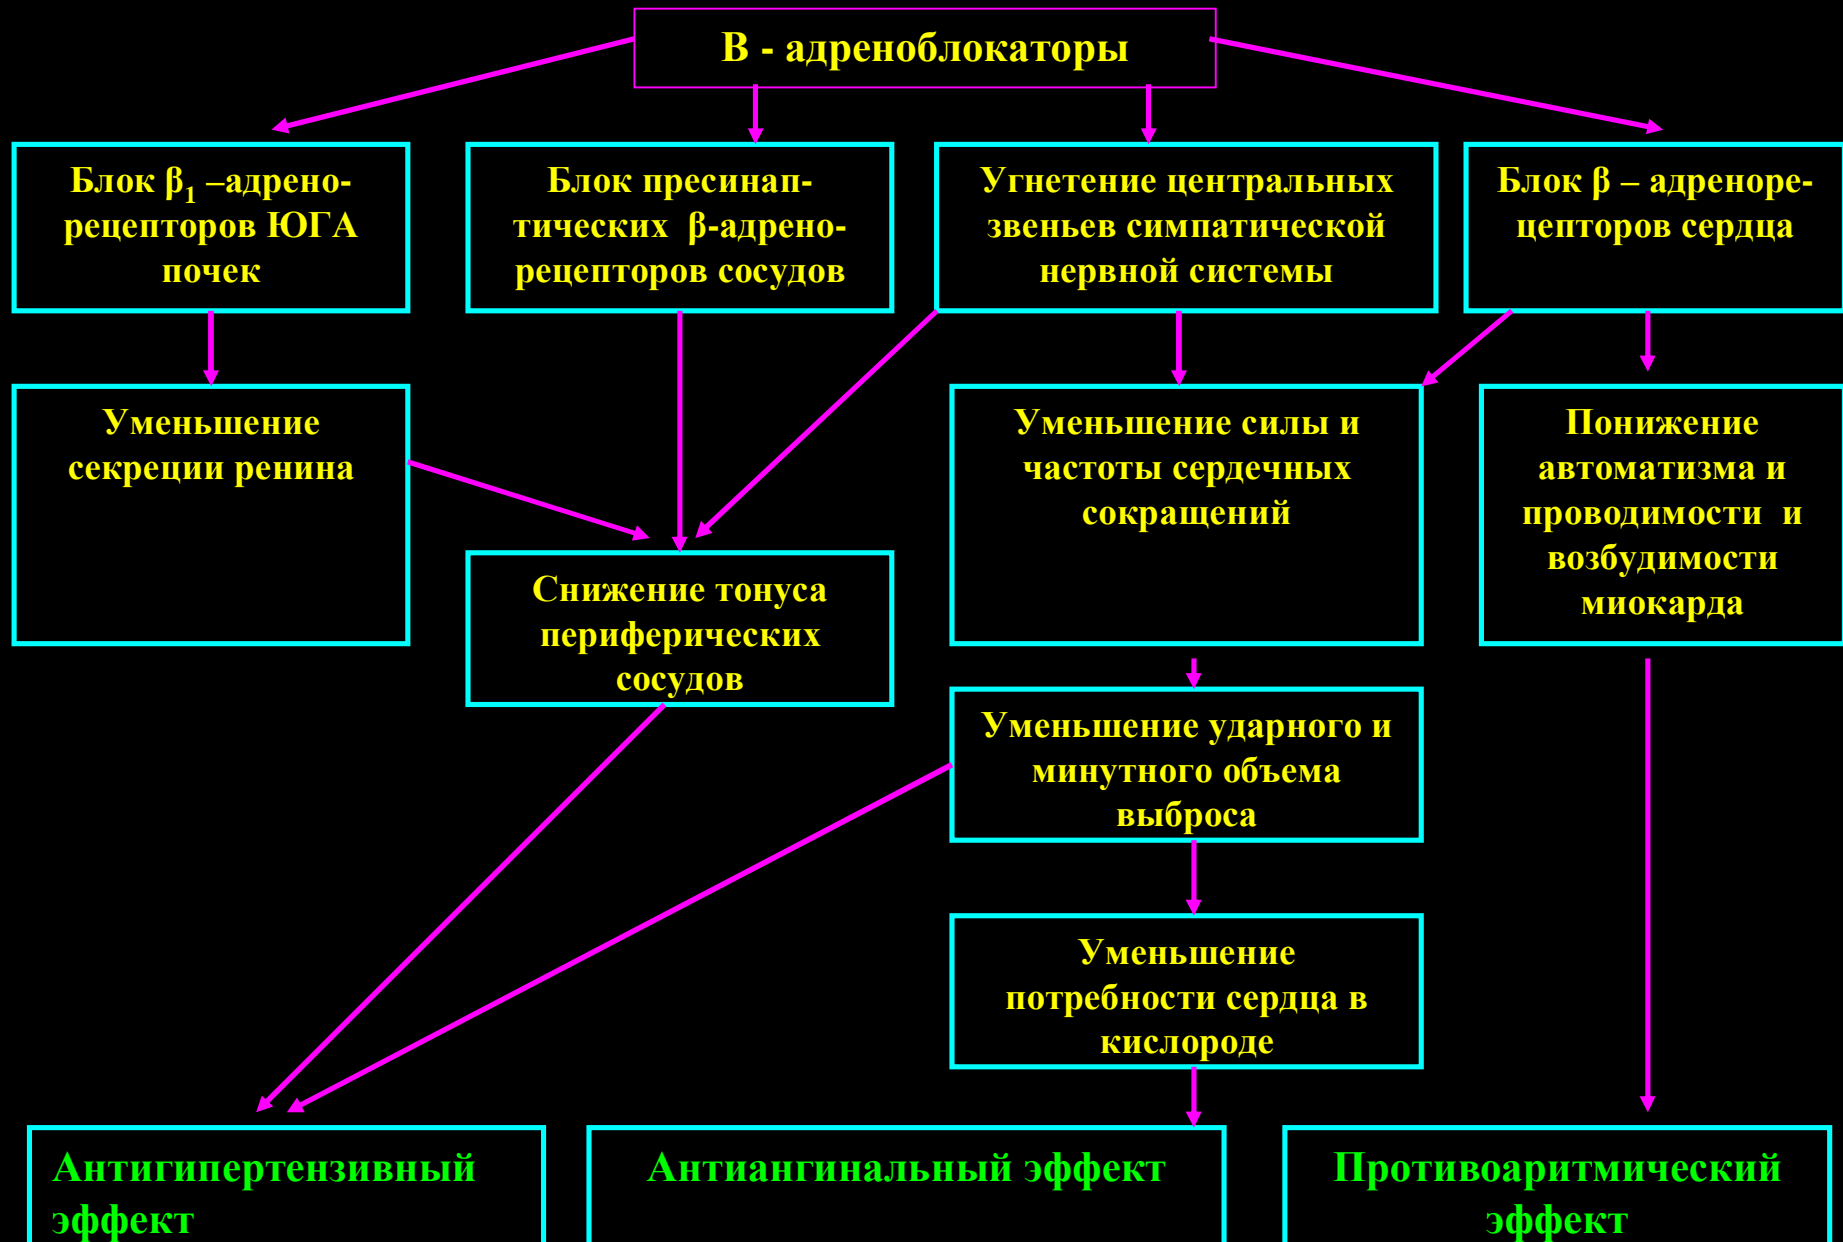 В - адреноблокаторы
Блок β₁ –адрено-
рецепторов ЮГА
почек
Блок пресинап-
тических β-адрено-
рецепторов сосудов
Угнетение центральных
звеньев симпатической
нервной системы
Блок β – адреноре-
цепторов сердца
Уменьшение
секреции ренина
Уменьшение силы и
частоты сердечных
сокращений
Понижение
автоматизма и
проводимости и
возбудимости
миокарда
Снижение тонуса
периферических
сосудов
Уменьшение ударного и
минутного объема
выброса
Уменьшение
потребности сердца в
кислороде
Антигипертензивный
эффект
Антиангинальный эффект
Противоаритмический
эффект